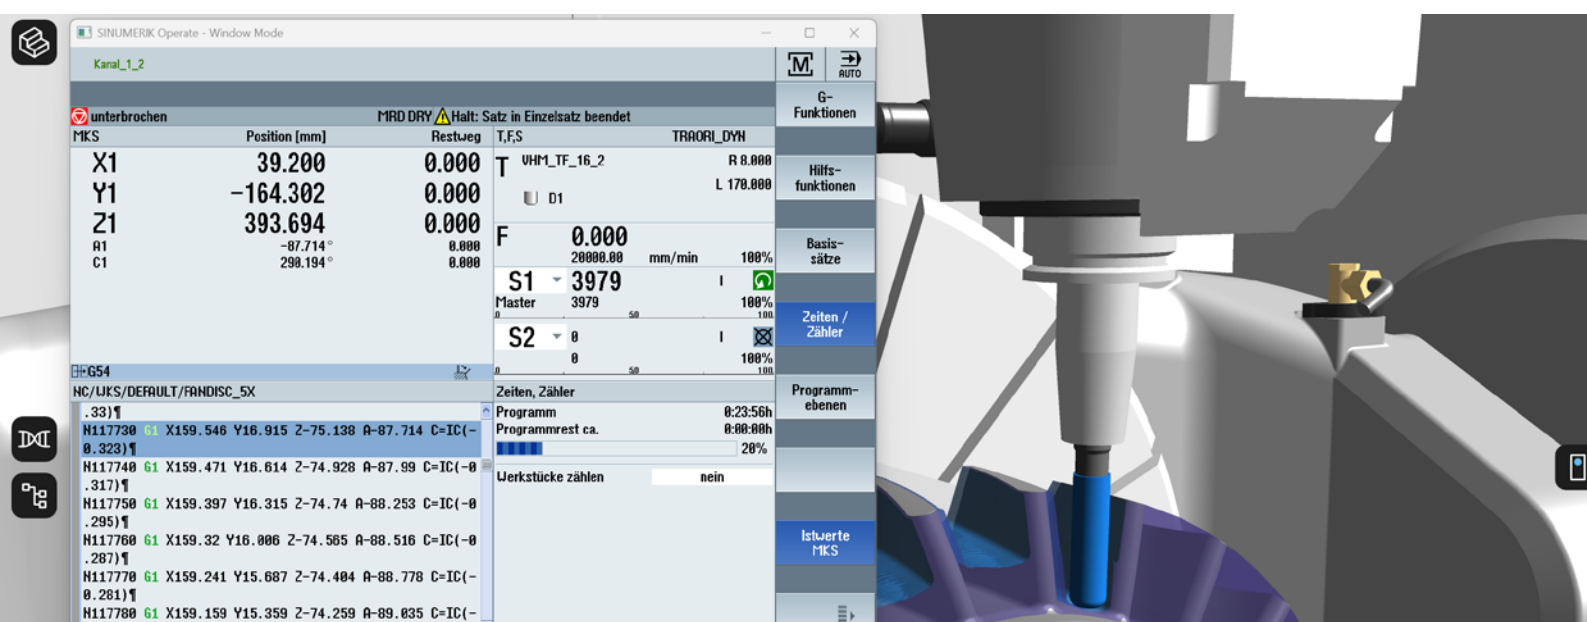 SINUMERIK Operate - Window Mode
Kanal_1_2
M
AUTO
G-
Funktionen
unterbrochen
MRD DRY Halt: Satz in Einzelsatz beendet
MKS Position [mm] Restweg
X1 39.200 0.000
Y1 -164.302 0.000
Z1 393.694 0.000
A1 -87.714° 0.000
C1 290.194° 0.000
G54
T,F,S TRAORI_DYN
T VHM_TF_16_2 R 8.000
L 170.000
D1
F 0.000
20000.00 mm/min 100%
S1 3979 I
Master 3979 100%
0 50 100
S2 0 I
0 100%
0 50 100
Hilfs-
funktionen
Basis-
sätze
Zeiten /
Zähler
Programm-
ebenen
Istwerte
MKS
NC/WKS/DEFAULT/FANDISC_5X
.33)¶
N117730 G1 X159.546 Y16.915 Z-75.138 A-87.714 C=IC(-
0.323)¶
N117740 G1 X159.471 Y16.614 Z-74.928 A-87.99 C=IC(-0
.317)¶
N117750 G1 X159.397 Y16.315 Z-74.74 A-88.253 C=IC(-0
.295)¶
N117760 G1 X159.32 Y16.006 Z-74.565 A-88.516 C=IC(-0
.287)¶
N117770 G1 X159.241 Y15.687 Z-74.404 A-88.778 C=IC(-
0.281)¶
N117780 G1 X159.159 Y15.359 Z-74.259 A-89.035 C=IC(-
Zeiten, Zähler
Programm 0:23:56h
Programmrest ca. 0:00:00h
20%
Werkstücke zählen nein